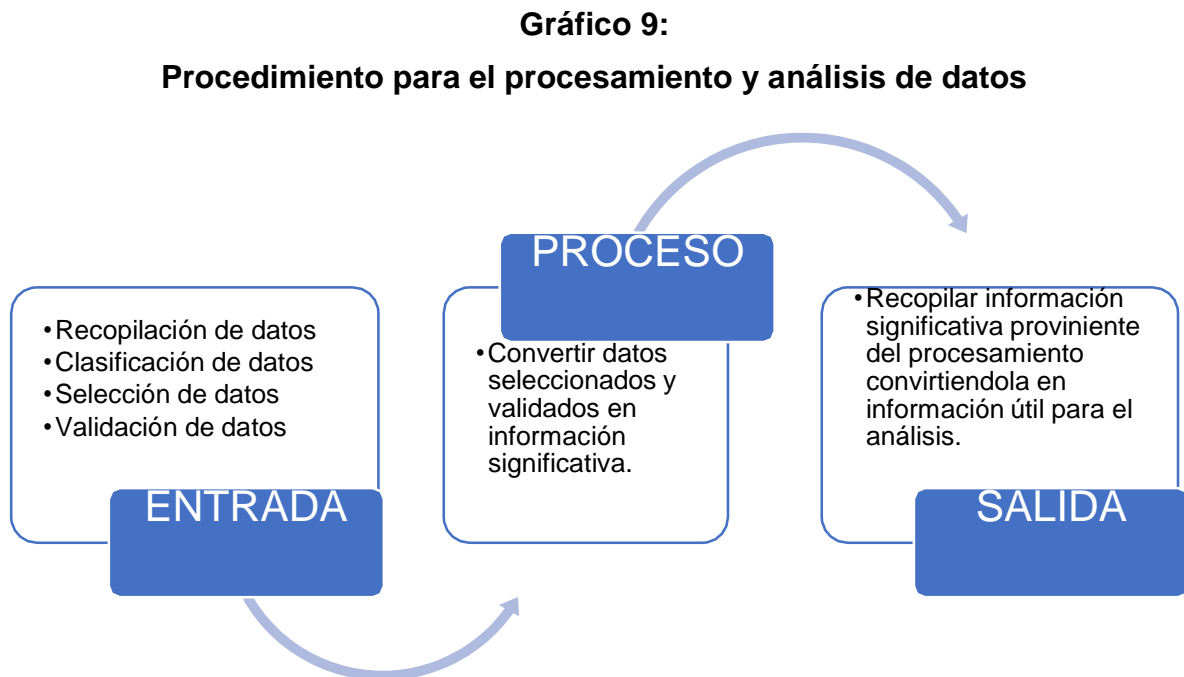 Gráfico 9:
Procedimiento para el procesamiento y análisis de datos
•Recopilación de datos
•Clasificación de datos
•Selección de datos
•Validación de datos
ENTRADA
PROCESO
•Convertir datos
seleccionados y
validados en
información
significativa.
•Recopilar información
significativa proviniente
del procesamiento
convirtiendola en
información útil para el
análisis.
SALIDA